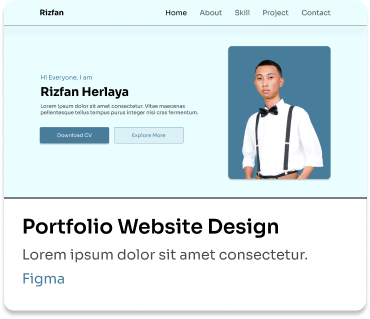 Rizfan
Home About Skill Project Contact
HI Everyone, I am
Rizfan Herlaya
Lorem ipsum dolor sit amet consectetur. Vitae maecenas
pellentesque tellus tempus purus integer nisl cras fermentum.
Download CV Explore More
Portfolio Website Design
Lorem ipsum dolor sit amet consectetur.
Figma